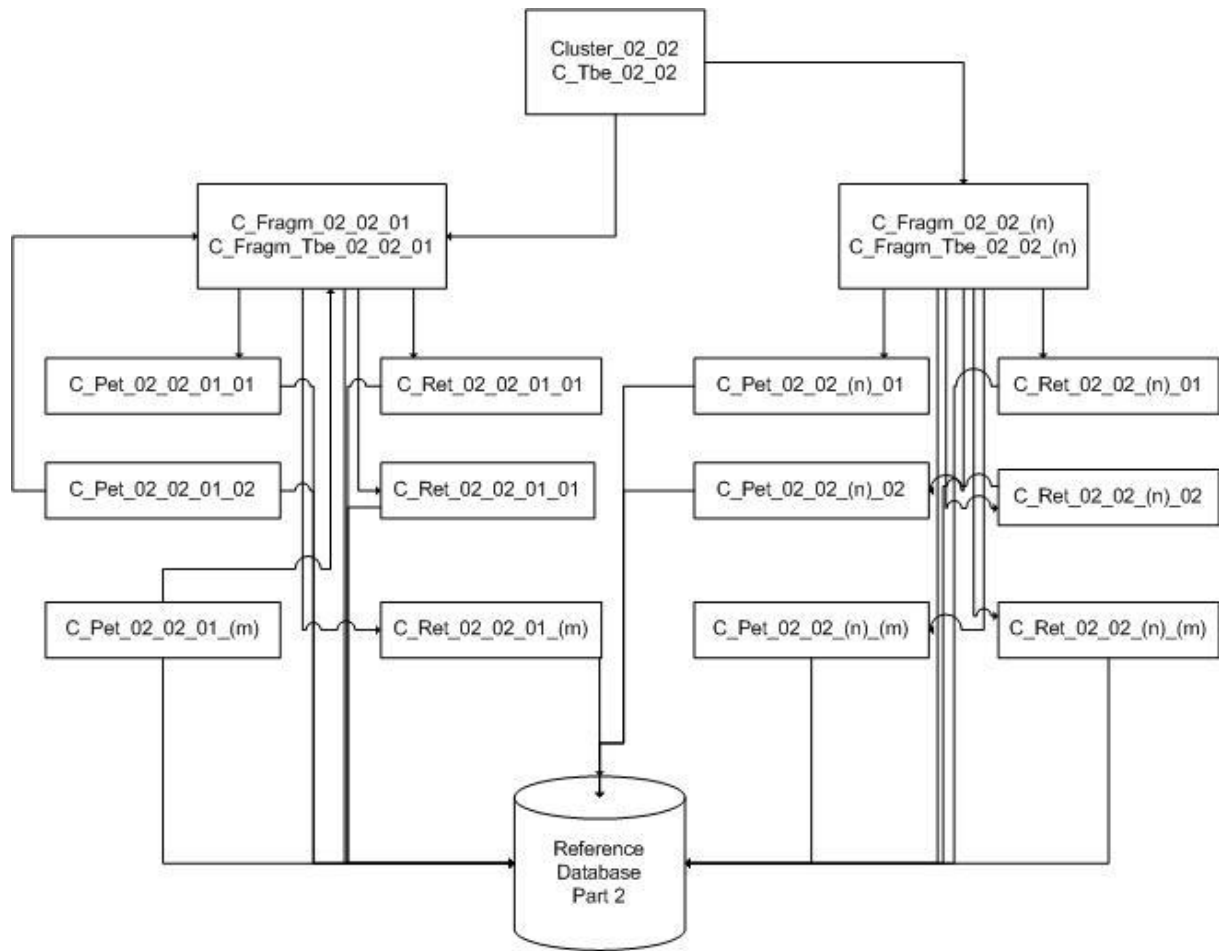 Cluster_02_02
C_Tbe_02_02
C_Fragm_02_02_01
C_Fragm_Tbe_02_02_01
C_Fragm_02_02_(n)
C_Fragm_Tbe_02_02_(n)
C_Pet_02_02_01_01
C_Ret_02_02_01_01
C_Pet_02_02_(n)_01
C_Ret_02_02_(n)_01
C_Pet_02_02_01_02
C_Ret_02_02_01_01
C_Pet_02_02_(n)_02
C_Ret_02_02_(n)_02
C_Pet_02_02_01_(m)
C_Ret_02_02_01_(m)
C_Pet_02_02_(n)_(m)
C_Ret_02_02_(n)_(m)
Reference
Database
Part 2